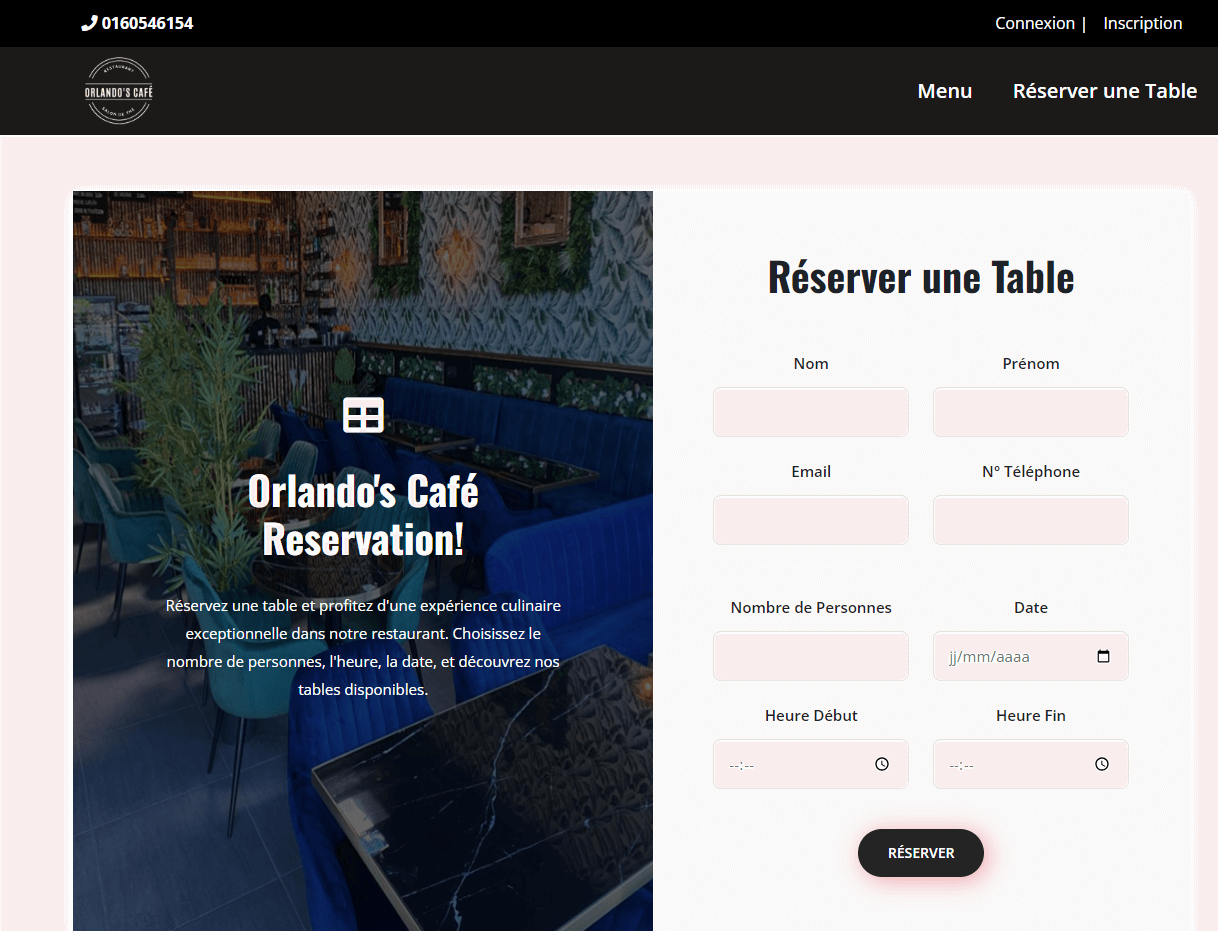 0160546154
Connexion | Inscription
RESTAURANT
ORLANDO'S CAFÉ
SALON DE THÉ
Menu Réserver une Table
Orlando's Café
Reservation!
Réservez une table et profitez d'une expérience culinaire
exceptionnelle dans notre restaurant. Choisissez le
nombre de personnes, l'heure, la date, et découvrez nos
tables disponibles.
Réserver une Table
Nom Prénom
Email N° Téléphone
Nombre de Personnes Date
jj/mm/aaaa
Heure Début Heure Fin
--:-- --:--
RÉSERVER